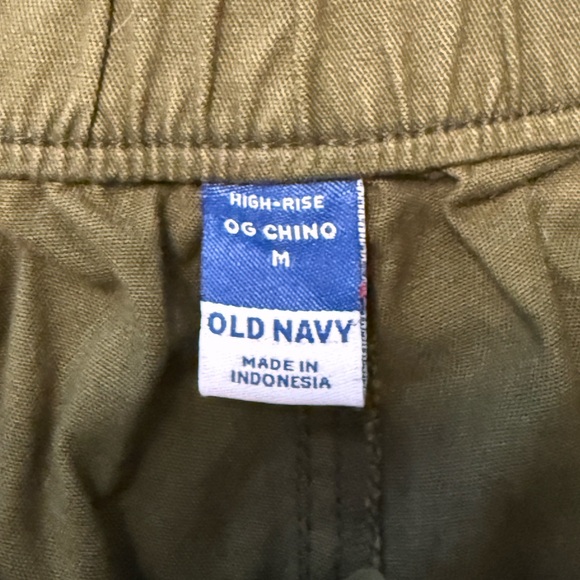 HIGH-RISE
OG CHINO
M
OLD NAVY
MADE IN
INDONESIA